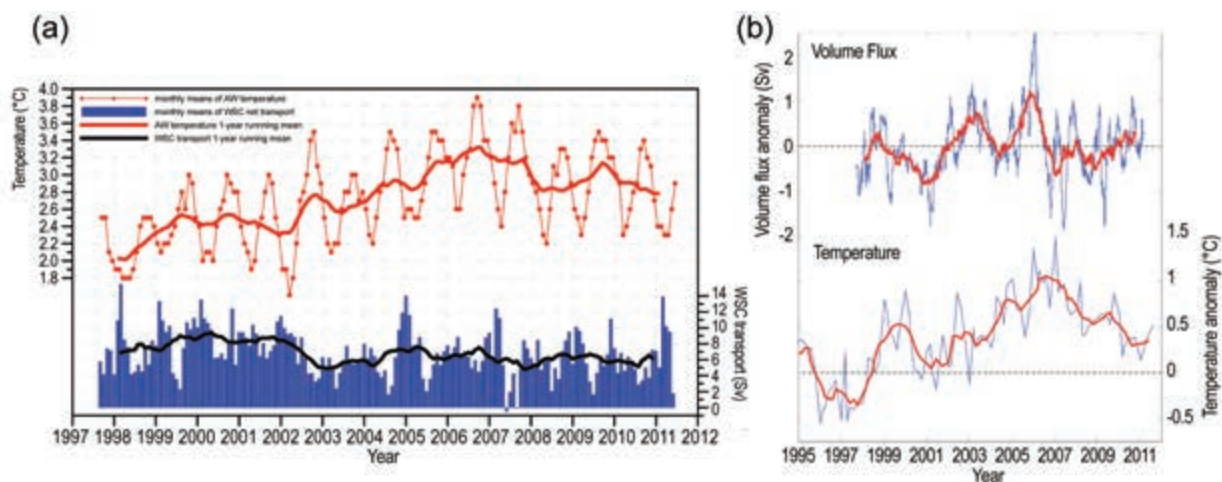 (a)
Temperature (°C)
4.0
3.8
3.6
3.4
3.2
3.0
2.8
2.6
2.4
2.2
2.0
1.8
monthly means of AW temperature
monthly means of WSC net transport
AW temperature 1-year running mean
WSC transport 1-year running mean
14
12
10
8
6
4
2
0
WSC transport (Sv)
1997 1998 1999 2000 2001 2002 2003 2004 2005 2006 2007 2008 2009 2010 2011 2012
Year
(b)
Volume Flux
Volume flux anomaly (Sv)
2
1
0
-1
-2
Temperature
1.5
1
0.5
0
-0.5
Temperature anomaly (°C)
1995 1997 1999 2001 2003 2005 2007 2009 2011
Year